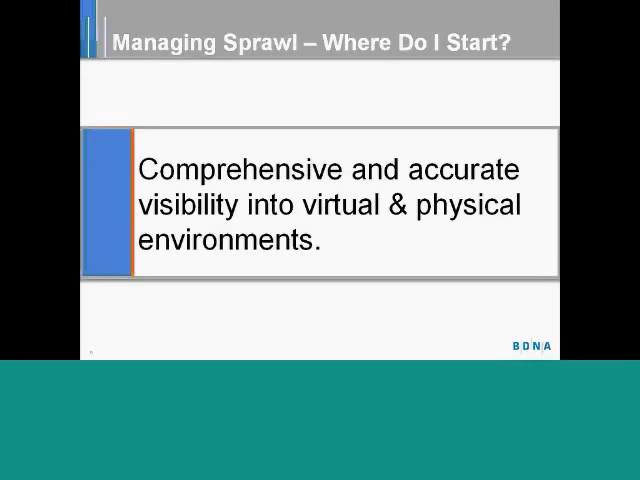 Managing Sprawl – Where Do I Start?
Comprehensive and accurate
visibility into virtual & physical
environments.
BDNA